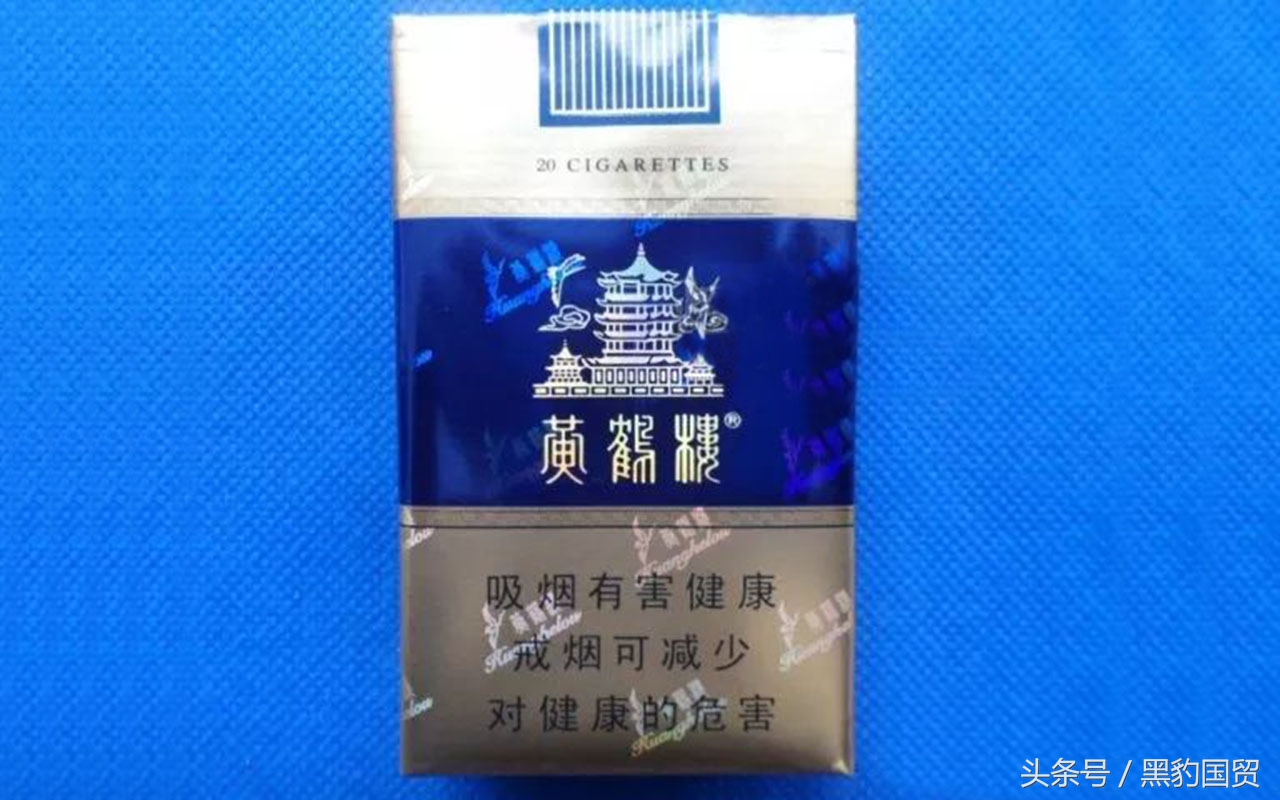 20 CIGARETTES
黄鹤楼®
吸烟有害健康
戒烟可减少
对健康的危害
Huanghelou
头条号 / 黑豹国贸